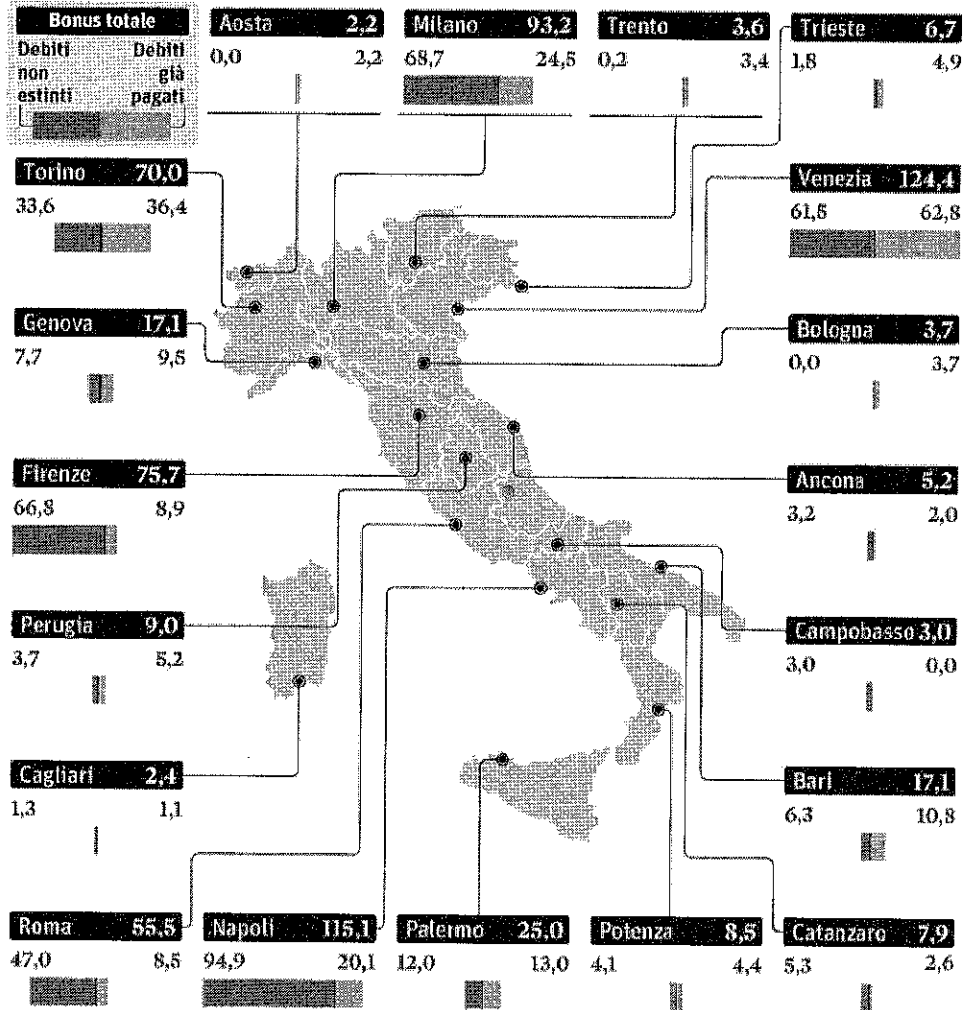 Bonus totale
Debiti non estinti
Debiti già pagati
Aosta 2,2
0,0 2,2
Milano 93,2
68,7 24,5
Trento 3,6
0,2 3,4
Trieste 6,7
1,8 4,9
Torino 70,0
33,6 36,4
Venezia 124,4
61,5 62,8
Genova 17,1
7,7 9,5
Bologna 3,7
0,0 3,7
Firenze 75,7
66,8 8,9
Ancona 5,2
3,2 2,0
Perugia 9,0
3,7 5,2
Campobasso 3,0
3,0 0,0
Cagliari 2,4
1,3 1,1
Bari 17,1
6,3 10,8
Roma 55,5
47,0 8,5
Napoli 115,1
94,9 20,1
Palermo 25,0
12,0 13,0
Potenza 8,5
4,1 4,4
Catanzaro 7,9
5,3 2,6